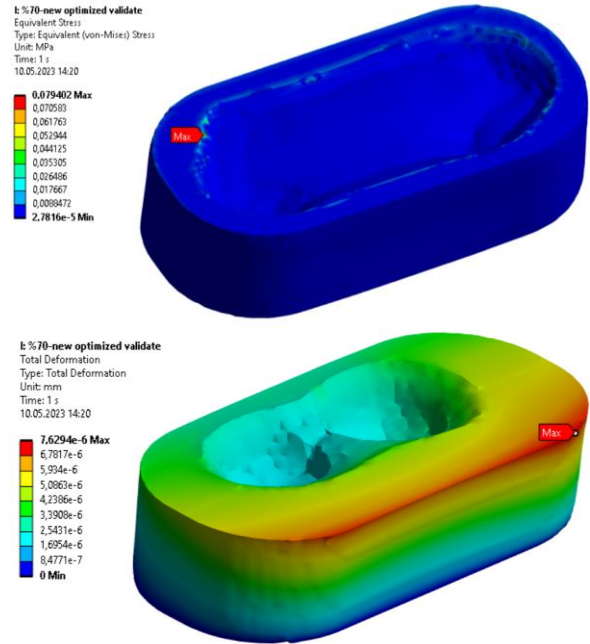 I: %70-new optimized validate
Equivalent Stress
Type: Equivalent (von-Mises) Stress
Unit: MPa
Time: 1 s
10.05.2023 14:20
0,079402 Max
0,070583
0,061763
0,052944
0,044125
0,035305
0,026486
0,017667
0,0088472
2,7816e-5 Min
Max
I: %70-new optimized validate
Total Deformation
Type: Total Deformation
Unit: mm
Time: 1 s
10.05.2023 14:20
7,6294e-6 Max
6,7817e-6
5,934e-6
5,0863e-6
4,2386e-6
3,3908e-6
2,5431e-6
1,6954e-6
8,4771e-7
0 Min
Max